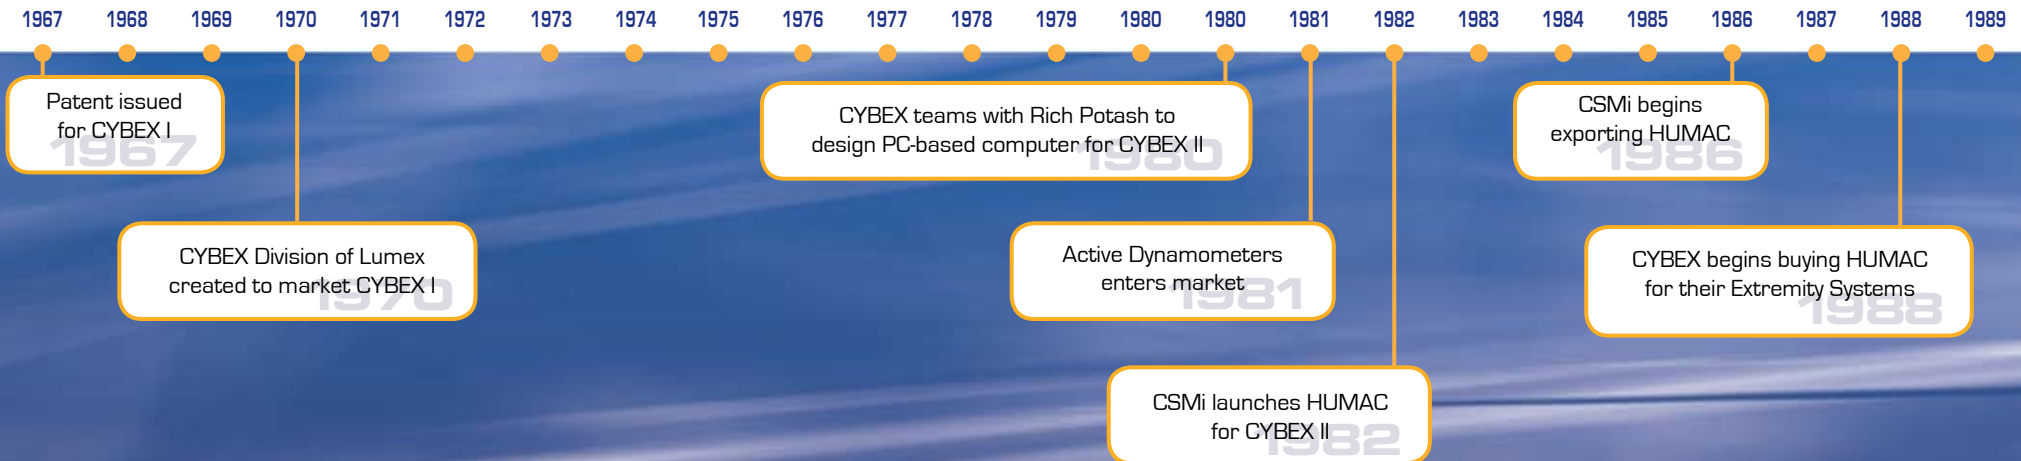 1967 1968 1969 1970 1971 1972 1973 1974 1975 1976 1977 1978 1979 1980 1980 1981 1982 1983 1984 1985 1986 1987 1988 1989
Patent issued
for CYBEX I
1967
CYBEX Division of Lumex
created to market CYBEX I
1970
CYBEX teams with Rich Potash to
design PC-based computer for CYBEX II
1980
Active Dynamometers
enters market
1981
CSMi launches HUMAC
for CYBEX II
1982
CSMi begins
exporting HUMAC
1986
CYBEX begins buying HUMAC
for their Extremity Systems
1988